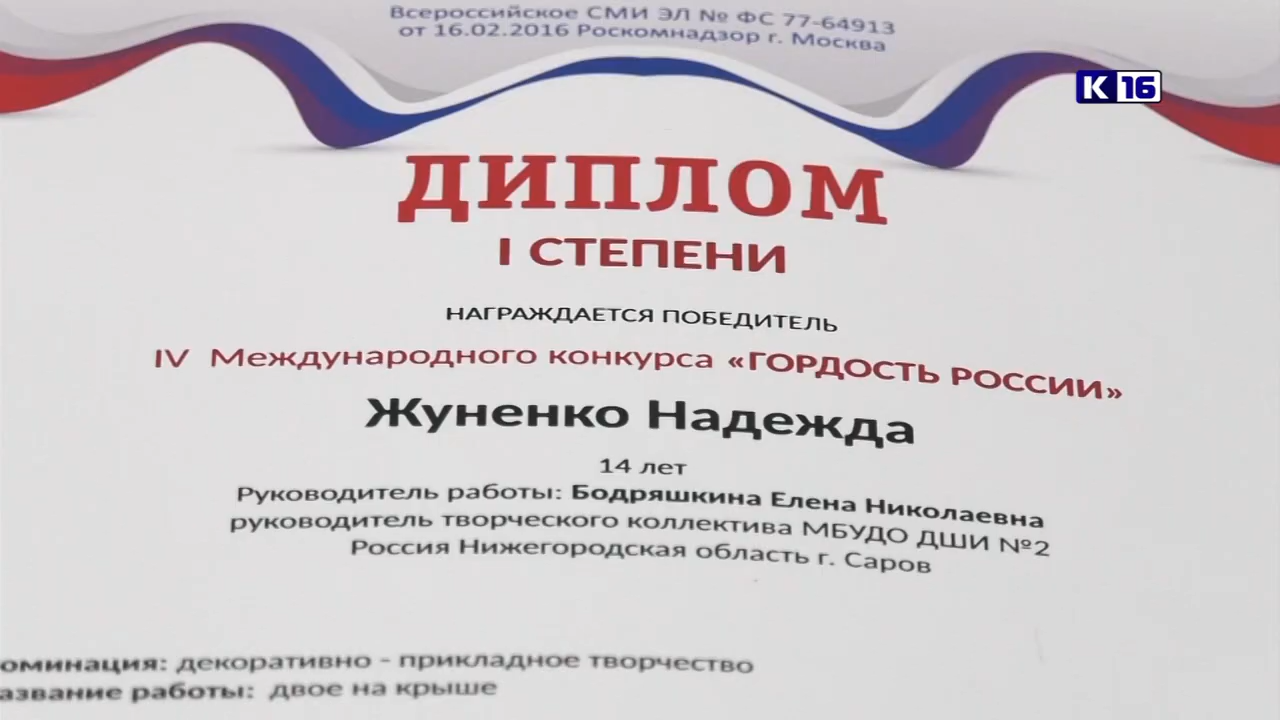 Всероссийское СМИ ЭЛ № ФС 77-64913
от 16.02.2016 Роскомнадзор г. Москва
К 16
ДИПЛОМ
I СТЕПЕНИ
НАГРАЖДАЕТСЯ ПОБЕДИТЕЛЬ
IV Международного конкурса «ГОРДОСТЬ РОССИИ»
Жуненко Надежда
14 лет
Руководитель работы: Бодряшкина Елена Николаевна
руководитель творческого коллектива МБУДО ДШИ №2
Россия Нижегородская область г. Саров
оминация: декоративно - прикладное творчество
азвание работы: двое на крыше